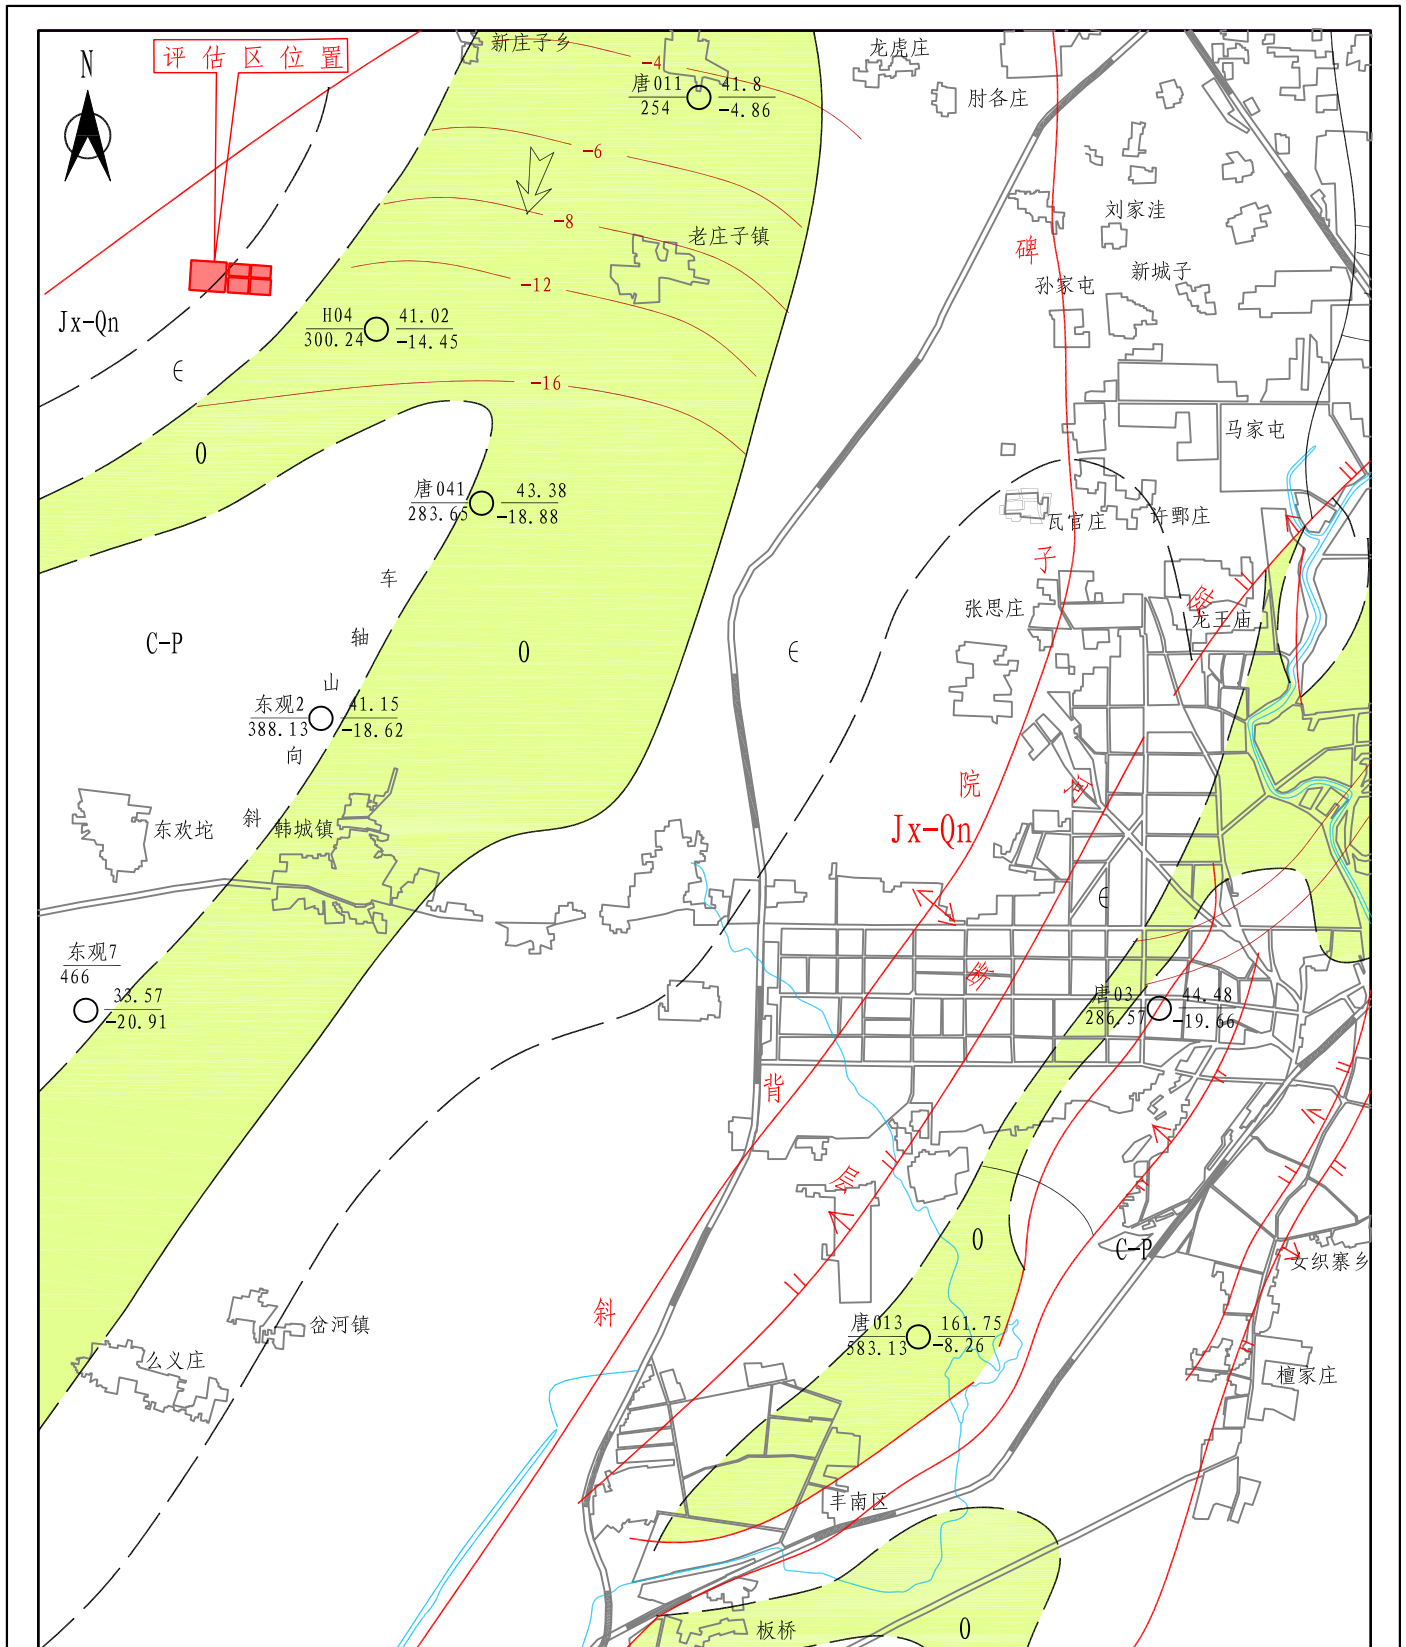 新庄子乡
龙虎庄
评估区位置
N
-4
唐011
254
41.8
-4.86
肘各庄
-6
刘家洼
-8
老庄子镇
碑
新城子
孙家屯
-12
Jx-Qn
H04
300.24
41.02
-14.45
∈
-16
马家屯
O
唐041
283.65
43.38
-18.88
瓦官庄
许鄄庄
子
车
陡
张思庄
龙王庙
轴
C-P
O
∈
山
东观2
388.13
41.15
-18.62
向
院
河
斜
韩城镇
东欢坨
Jx-Qn
∈
东观7
466
33.57
-20.91
唐03
286.57
44.48
-19.66
背
层
O
C-P
女织寨乡
斜
岔河镇
唐013
583.13
161.75
-8.26
么义庄
檀家庄
丰南区
板桥
O